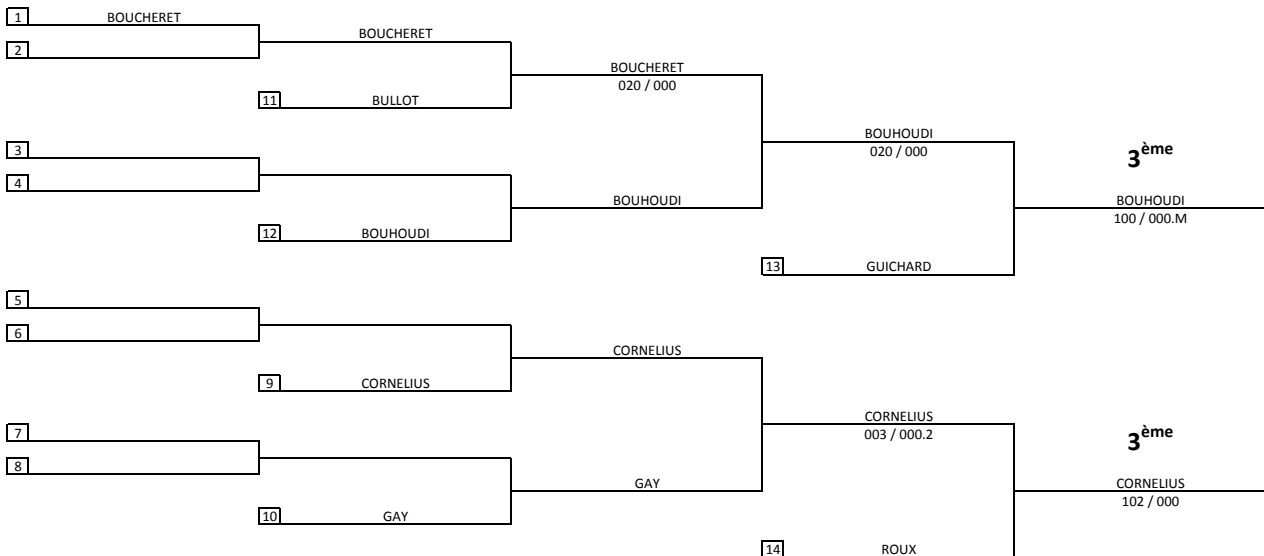 1
BOUCHERET
BOUCHERET
2
BOUCHERET
020 / 000
11
BULLOT
BOUHOUDI
020 / 000
3
3ème
4
BOUHOUDI
BOUHOUDI
100 / 000.M
12
BOUHOUDI
13
GUICHARD
5
6
CORNELIUS
9
CORNELIUS
CORNELIUS
003 / 000.2
7
3ème
8
GAY
CORNELIUS
102 / 000
10
GAY
14
ROUX